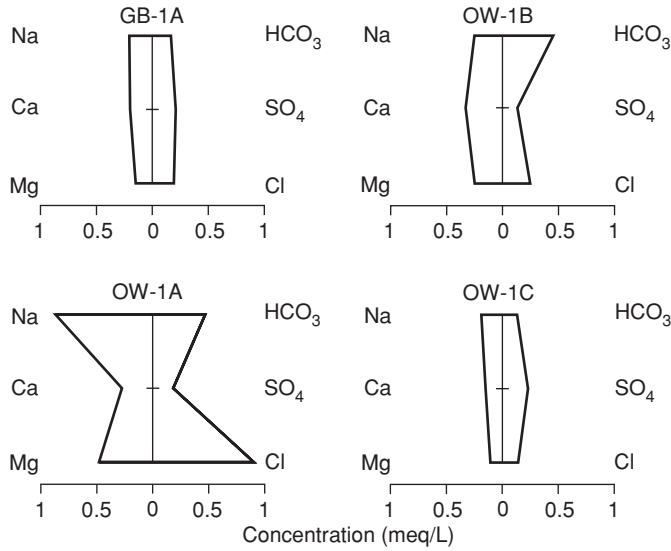 GB-1A
OW-1B
Na HCO₃ Na HCO₃
Ca SO₄ Ca SO₄
Mg Cl Mg Cl
1 0.5 0 0.5 1 1 0.5 0 0.5 1
OW-1A
OW-1C
Na HCO₃ Na HCO₃
Ca SO₄ Ca SO₄
Mg Cl Mg Cl
1 0.5 0 0.5 1 1 0.5 0 0.5 1
Concentration (meq/L)